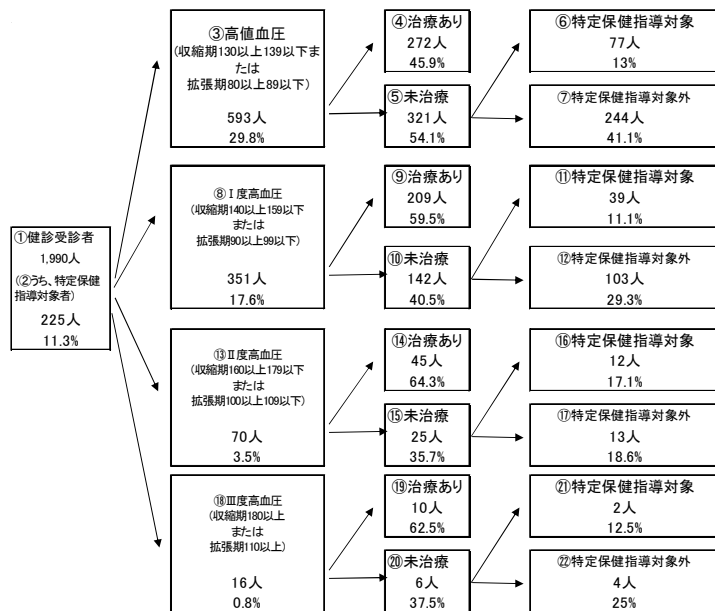 ①健診受診者
1,990人
(②うち、特定保健
指導対象者)
225人
11.3%
③高値血圧
(収縮期130以上139以下ま
たは
拡張期80以上89以下)
593人
29.8%
④治療あり
272人
45.9%
⑤未治療
321人
54.1%
⑥特定保健指導対象
77人
13%
⑦特定保健指導対象外
244人
41.1%
⑧Ⅰ度高血圧
(収縮期140以上159以下
または
拡張期90以上99以下)
351人
17.6%
⑨治療あり
209人
59.5%
⑩未治療
142人
40.5%
⑪特定保健指導対象
39人
11.1%
⑫特定保健指導対象外
103人
29.3%
⑬Ⅱ度高血圧
(収縮期160以上179以下
または
拡張期100以上109以下)
70人
3.5%
⑭治療あり
45人
64.3%
⑮未治療
25人
35.7%
⑯特定保健指導対象
12人
17.1%
⑰特定保健指導対象外
13人
18.6%
⑱Ⅲ度高血圧
(収縮期180以上
または
拡張期110以上)
16人
0.8%
⑲治療あり
10人
62.5%
⑳未治療
6人
37.5%
㉑特定保健指導対象
2人
12.5%
㉒特定保健指導対象外
4人
25%